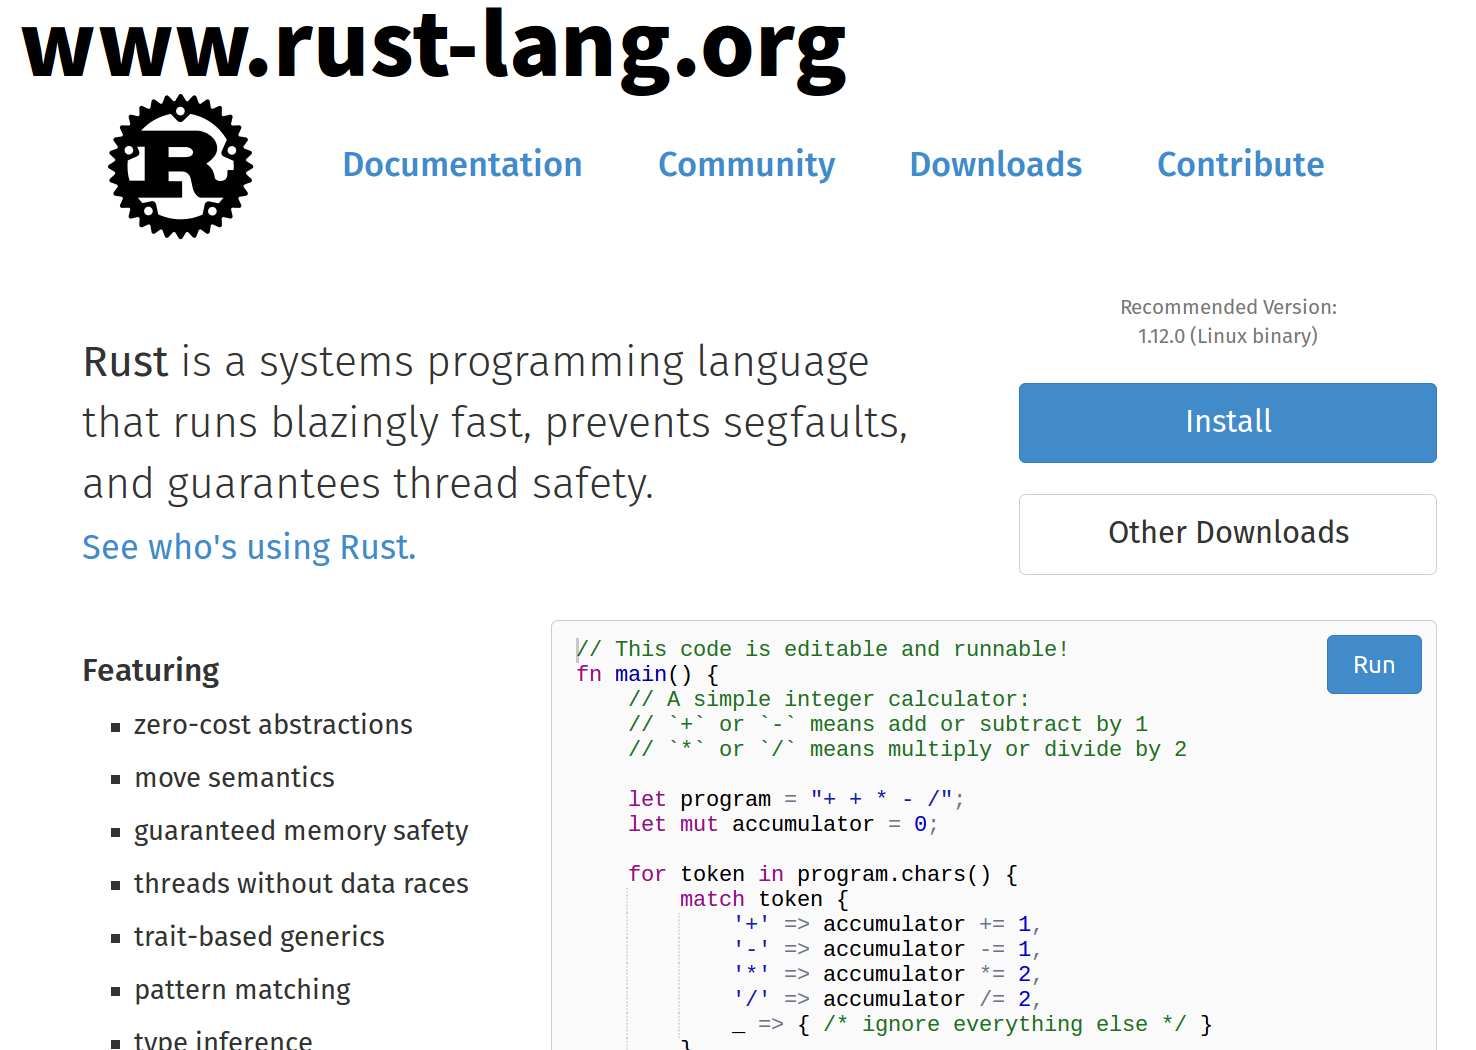 www.rust-lang.org
R
Documentation Community Downloads Contribute
Recommended Version:
1.12.0 (Linux binary)
Rust is a systems programming language
that runs blazingly fast, prevents segfaults,
and guarantees thread safety.
See who's using Rust.
Install
Other Downloads
Featuring
zero-cost abstractions
move semantics
guaranteed memory safety
threads without data races
trait-based generics
pattern matching
type inference
// This code is editable and runnable!
fn main() {
    // A simple integer calculator:
    // `+` or `-` means add or subtract by 1
    // `*` or `/` means multiply or divide by 2

    let program = "+ + * - /";
    let mut accumulator = 0;

    for token in program.chars() {
        match token {
            '+' => accumulator += 1,
            '-' => accumulator -= 1,
            '*' => accumulator *= 2,
            '/' => accumulator /= 2,
            _ => { /* ignore everything else */ }
        }
Run